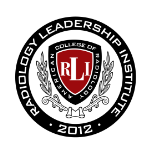 RADIOLOGY LEADERSHIP INSTITUTE
AMERICAN COLLEGE OF RADIOLOGY
RLI
• 2012 •